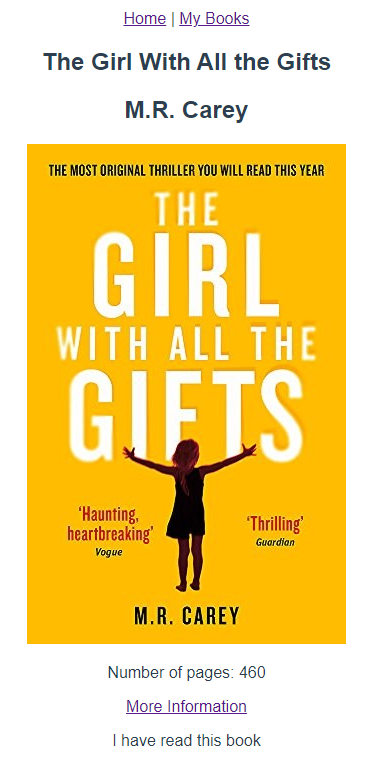 Home | My Books
The Girl With All the Gifts
M.R. Carey
THE MOST ORIGINAL THRILLER YOU WILL READ THIS YEAR
THE
GIRL
WITH ALL THE
GIFTS
'Haunting,
heartbreaking'
Vogue
'Thrilling'
Guardian
M.R. CAREY
Number of pages: 460
More Information
I have read this book